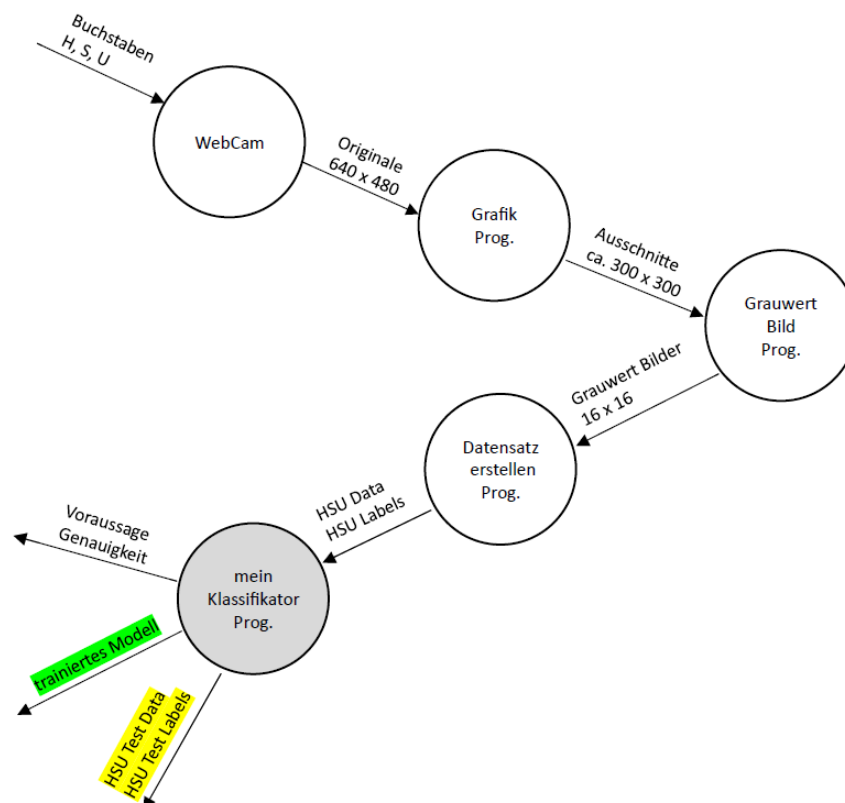 Buchstaben
H, S, U
WebCam
Originale
640 x 480
Grafik
Prog.
Ausschnitte
ca. 300 x 300
Grauwert
Bild
Prog.
Grauwert Bilder
16 x 16
Datensatz
erstellen
Prog.
HSU Data
HSU Labels
mein
Klassifikator
Prog.
Voraussage
Genauigkeit
trainiertes Modell
HSU Test Data
HSU Test Labels